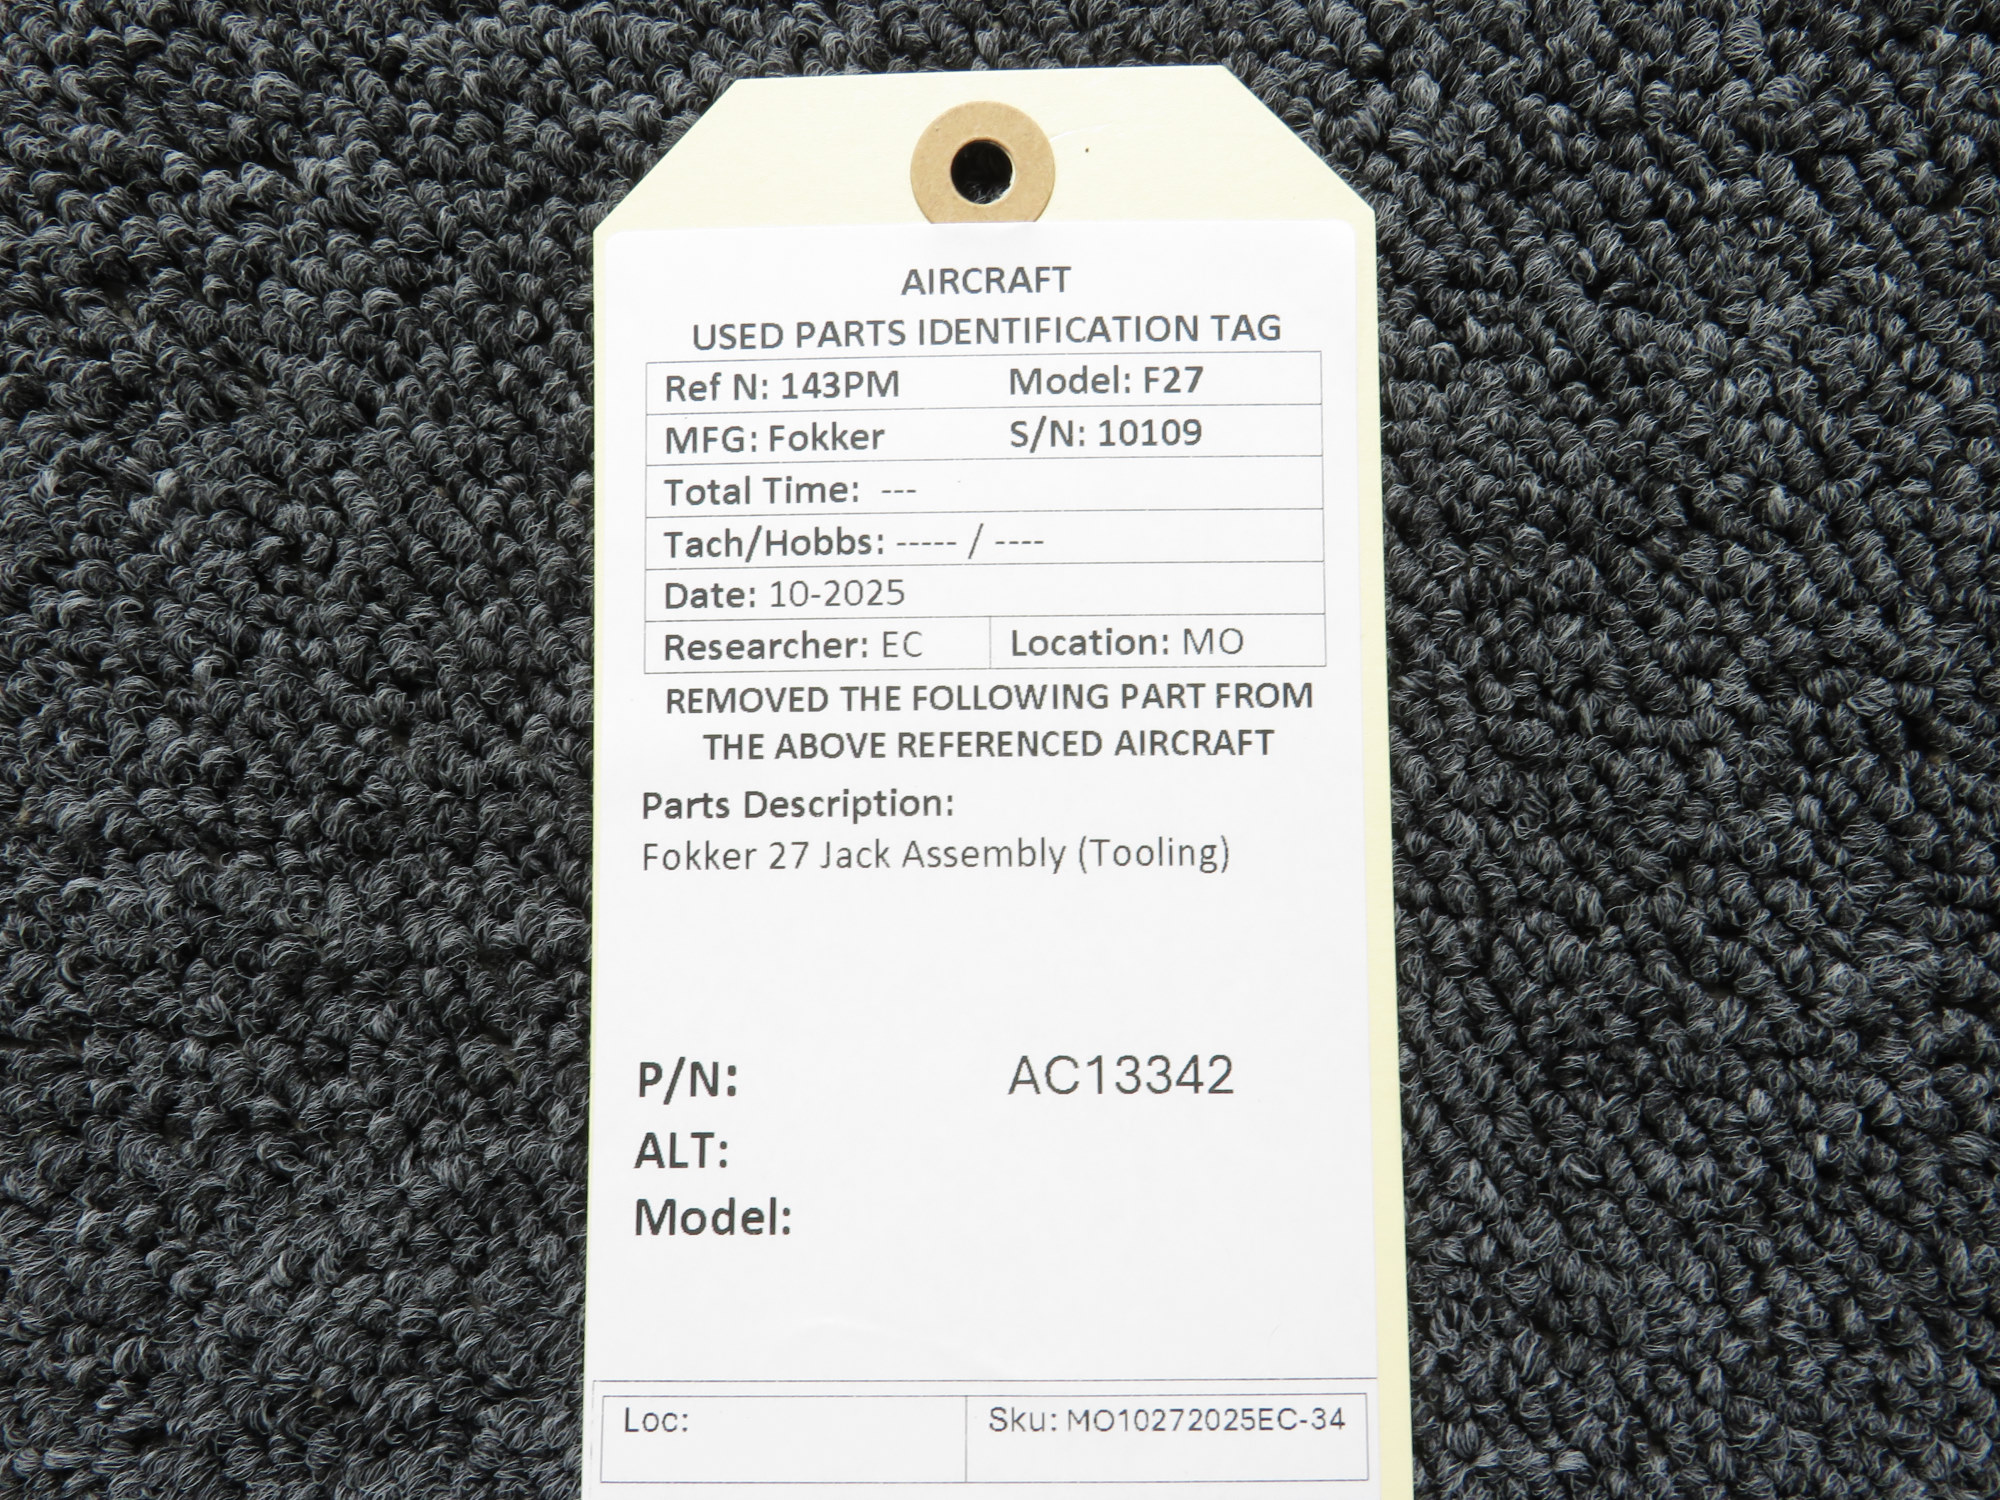 AIRCRAFT
USED PARTS IDENTIFICATION TAG
Ref N: 143PM Model: F27
MFG: Fokker S/N: 10109
Total Time: ---
Tach/Hobbs: ----- / ----
Date: 10-2025
Researcher: EC Location: MO
REMOVED THE FOLLOWING PART FROM
THE ABOVE REFERENCED AIRCRAFT
Parts Description:
Fokker 27 Jack Assembly (Tooling)
P/N: AC13342
ALT:
Model:
Loc: Sku: MO10272025EC-34